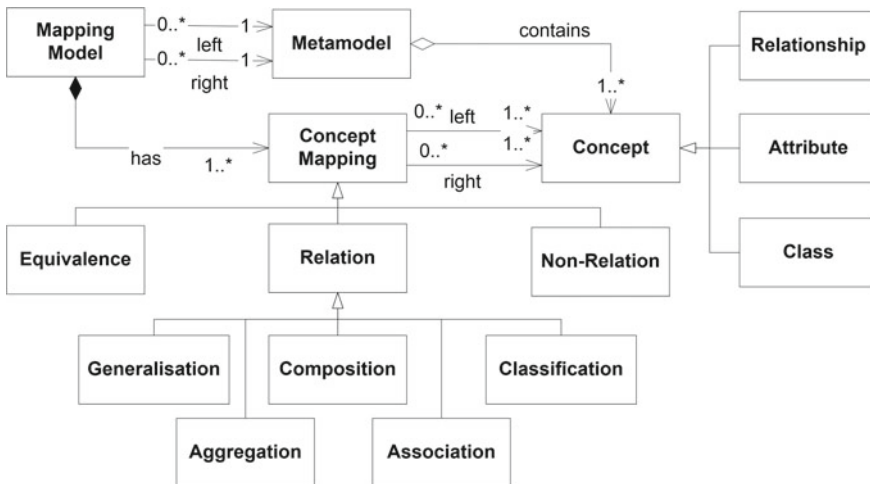 Mapping
Model
0..*
1
left
0..*
1
right
Metamodel
contains
1..*
Relationship
has
1..*
Concept
Mapping
0..*
left
1..*
0..*
1..*
right
Concept
Attribute
Class
Equivalence
Relation
Non-Relation
Generalisation
Composition
Classification
Aggregation
Association